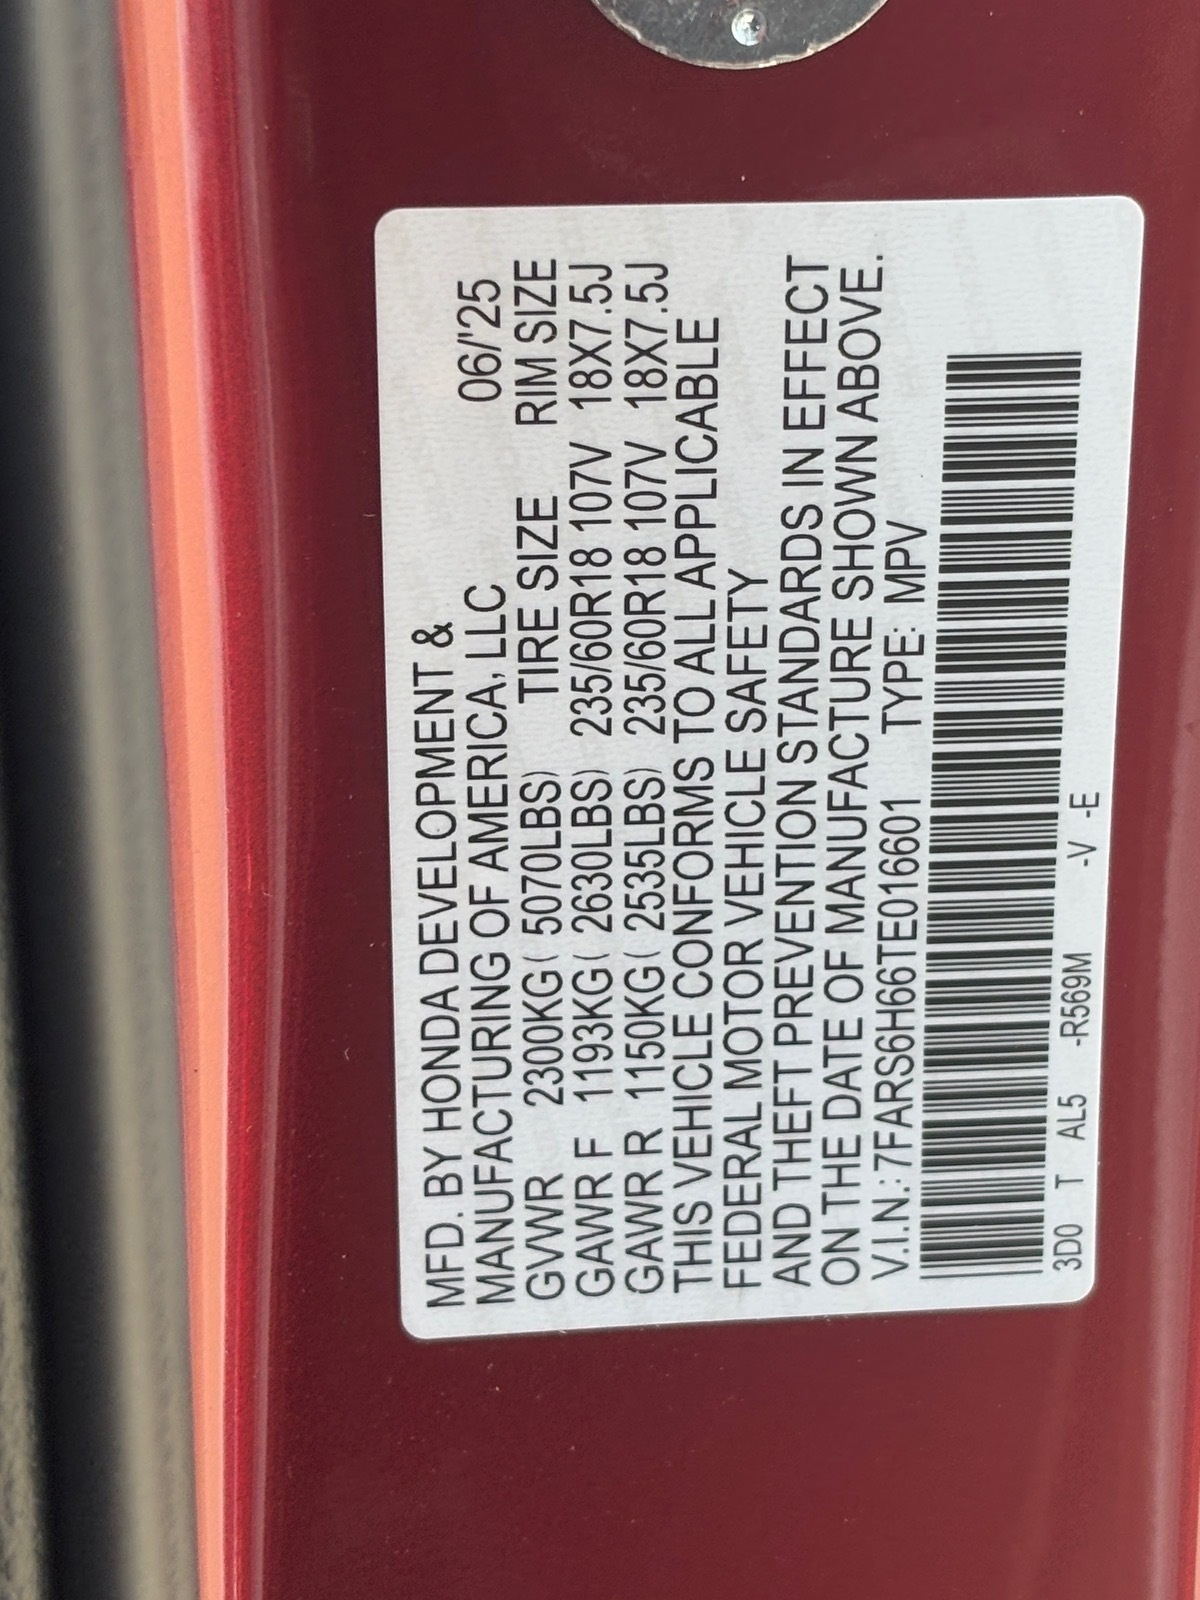 MFD. BY HONDA DEVELOPMENT &
MANUFACTURING OF AMERICA, LLC 06/'25
GVWR 2300KG( 5070LBS) TIRE SIZE RIM SIZE
GAWR F 1193KG( 2630LBS) 235/60R18 107V 18X7.5J
GAWR R 1150KG( 2535LBS) 235/60R18 107V 18X7.5J
THIS VEHICLE CONFORMS TO ALL APPLICABLE
FEDERAL MOTOR VEHICLE SAFETY
AND THEFT PREVENTION STANDARDS IN EFFECT
ON THE DATE OF MANUFACTURE SHOWN ABOVE.
V.I.N.: 7FARS6H66TE016601 TYPE: MPV
3D0 T AL5 -R569M -V -E